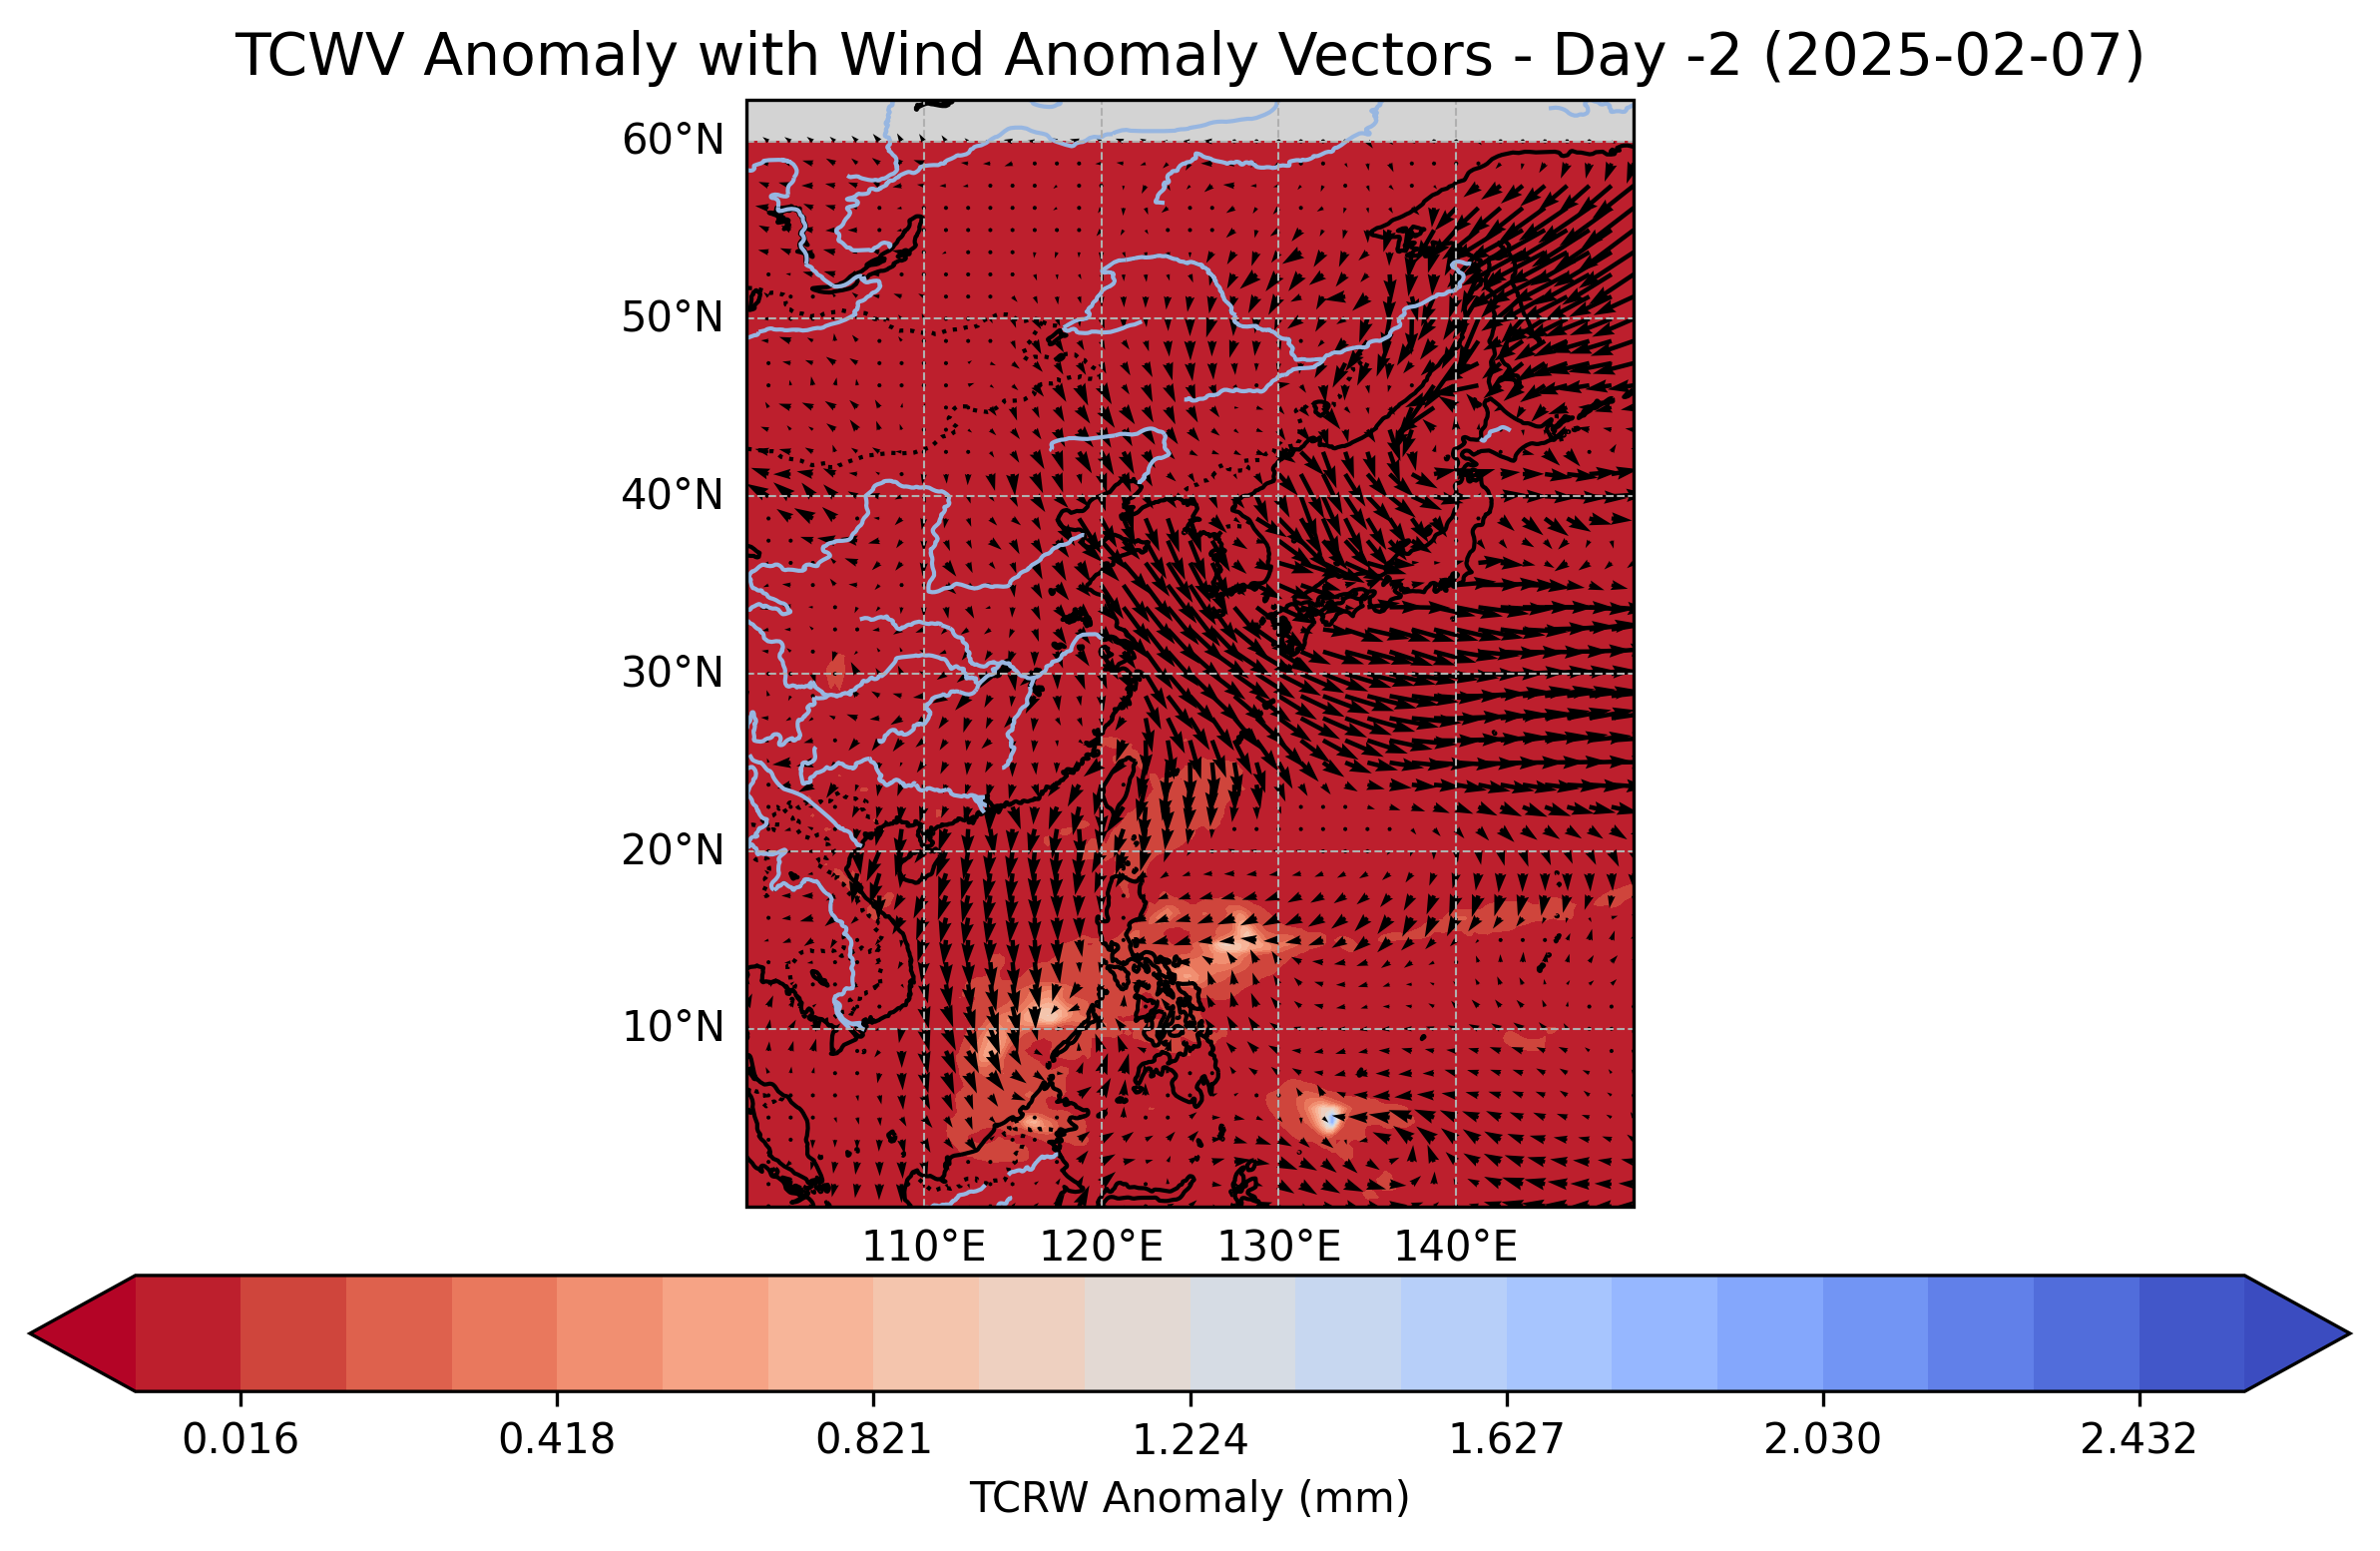 TCWV Anomaly with Wind Anomaly Vectors - Day -2 (2025-02-07)
60°N
50°N
40°N
30°N
20°N
10°N
110°E 120°E 130°E 140°E
0.016 0.418 0.821 1.224 1.627 2.030 2.432
TCRW Anomaly (mm)